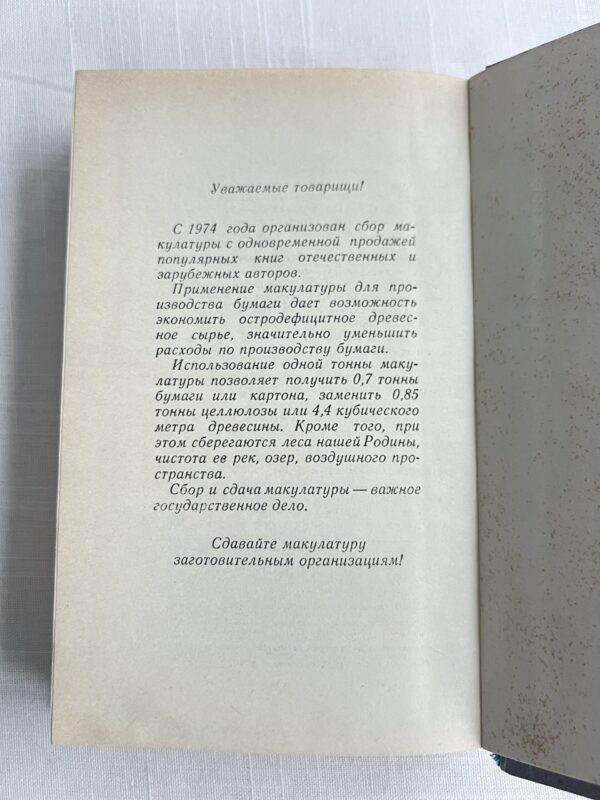 Уважаемые товарищи!
С 1974 года организован сбор ма-
кулатуры с одновременной продажей
популярных книг отечественных и
зарубежных авторов.
Применение макулатуры для про-
изводства бумаги дает возможность
экономить остродефицитное древес-
ное сырье, значительно уменьшить
расходы по производству бумаги.
Использование одной тонны маку-
латуры позволяет получить 0,7 тонны
бумаги или картона, заменить 0,85
тонны целлюлозы или 4,4 кубического
метра древесины. Кроме того, при
этом сберегаются леса нашей Родины,
чистота ее рек, озер, воздушного про-
странства.
Сбор и сдача макулатуры — важное
государственное дело.
Сдавайте макулатуру
заготовительным организациям!